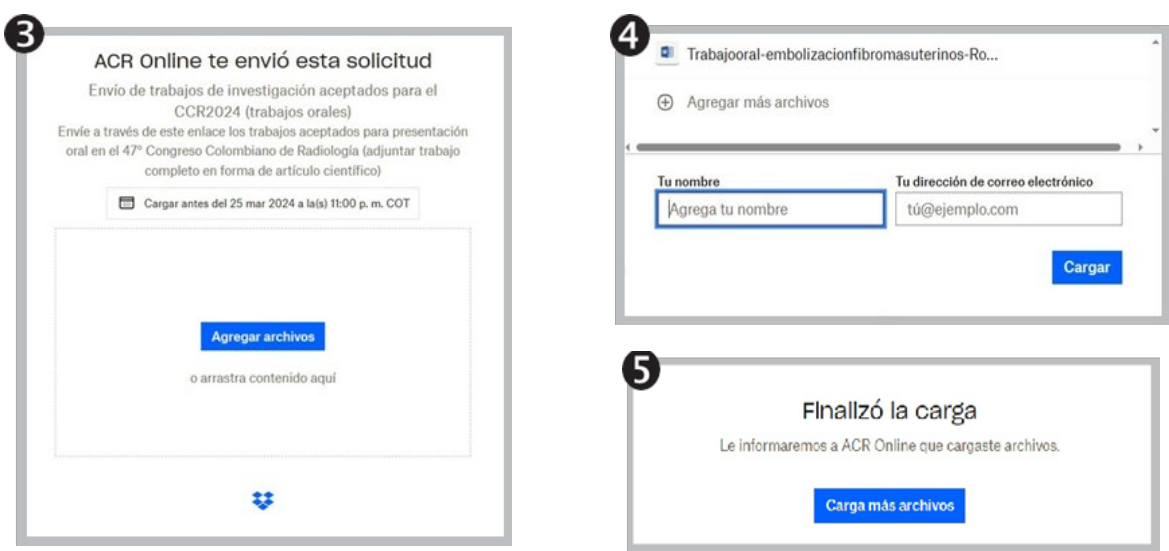 3
ACR Online te envió esta solicitud
Envío de trabajos de investigación aceptados para el
CCR2024 (trabajos orales)
Envíe a través de este enlace los trabajos aceptados para presentación
oral en el 47º Congreso Colombiano de Radiología (adjuntar trabajo
completo en forma de artículo científico)
Cargar antes del 25 mar 2024 a la(s) 11:00 p. m. COT
Agregar archivos
o arrastra contenido aquí
4
Trabajooral-embolizacionfibromasuterinos-Ro...
Agregar más archivos
Tu nombre
Tu dirección de correo electrónico
Agrega tu nombre
tú@ejemplo.com
Cargar
5
Finalizó la carga
Le informaremos a ACR Online que cargaste archivos.
Carga más archivos